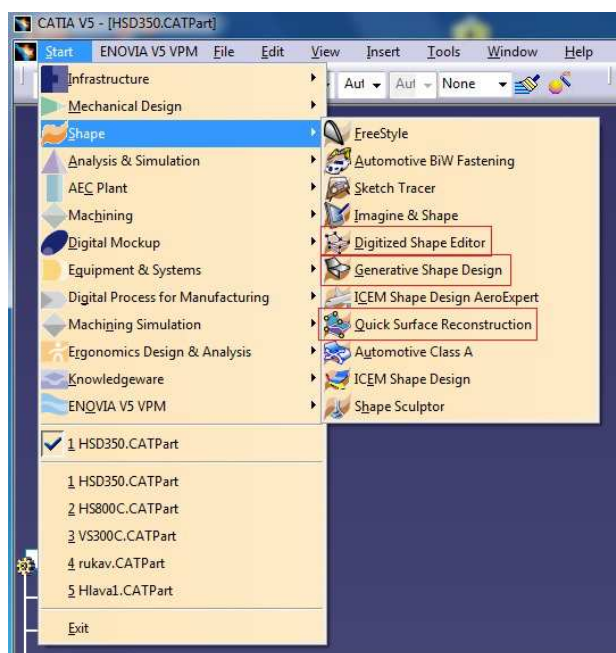 CATIA V5 - [HSD350.CATPart]
Start ENOVIA V5 VPM File Edit View Insert Tools Window Help
Aut Aut None
Infrastructure
Mechanical Design
Shape
Analysis & Simulation
AEC Plant
Machining
Digital Mockup
Equipment & Systems
Digital Process for Manufacturing
Machining Simulation
Ergonomics Design & Analysis
Knowledgeware
ENOVIA V5 VPM
1 HSD350.CATPart
1 HSD350.CATPart
2 HS800C.CATPart
3 VS300C.CATPart
4 rukav.CATPart
5 Hlava1.CATPart
Exit
FreeStyle
Automotive BiW Fastening
Sketch Tracer
Imagine & Shape
Digitized Shape Editor
Generative Shape Design
ICEM Shape Design AeroExpert
Quick Surface Reconstruction
Automotive Class A
ICEM Shape Design
Shape Sculptor